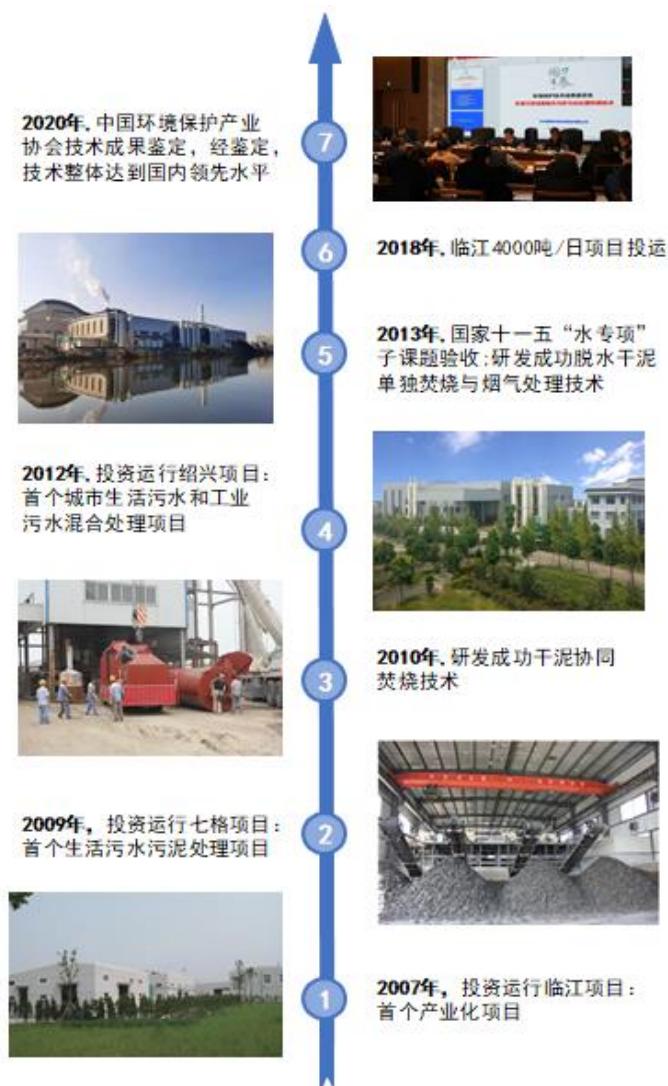 2020年,中国环境保护产业
协会技术成果鉴定,经鉴定,
技术整体达到国内领先水平
7
6
2018年,临江4000吨/日项目投运
5
2013年,国家十一五“水专项”
子课题验收;研发成功脱水干泥
单独焚烧与烟气处理技术
2012年,投资运行绍兴项目:
首个城市生活污水和工业
污水混合处理项目
4
3
2010年,研发成功干泥协同
焚烧技术
2009年,投资运行七格项目:
首个生活污水污泥处理项目
2
1
2007年,投资运行临江项目:
首个产业化项目